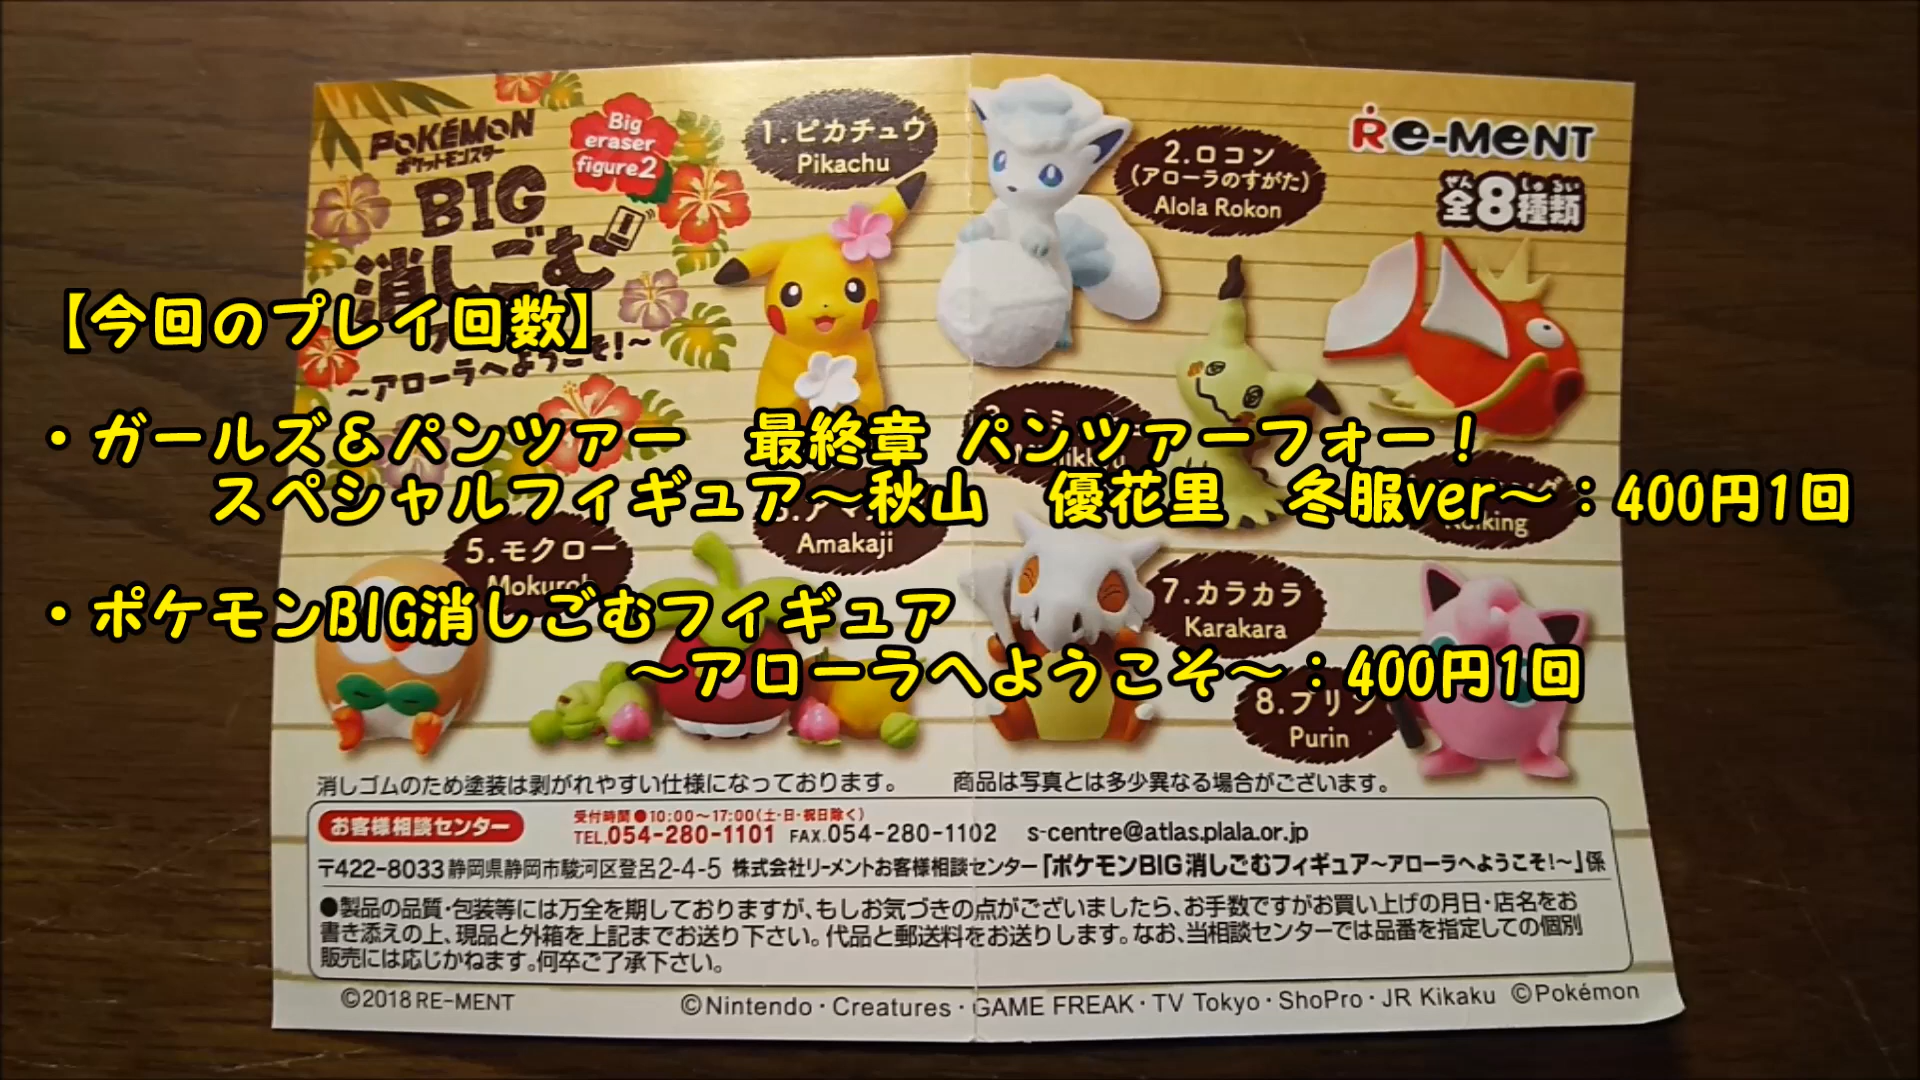 POKÉMON
ポケットモンスター
BIG
消しごむ
～アローラへようこそ！～
Big
eraser
figure2
1.ピカチュウ
Pikachu
2.ロコン
(アローラのすがた)
Alola Rokon
Re-MeNT
ぜん しゅ るい
全8種類
【今回のプレイ回数】
・ガールズ＆パンツァー　最終章 パンツァーフォー！
スペシャルフィギュア～秋山　優花里　冬服ver～：400円1回
・ポケモンBIG消しごむフィギュア
～アローラへようこそ～：400円1回
5.モクロー
Amakaji
7.カラカラ
Karakara
8.プリン
Purin
消しゴムのため塗装は剥がれやすい仕様になっております。　商品は写真とは多少異なる場合がございます。
お客様相談センター
受付時間●10:00～17:00(土・日・祝日除く)
TEL.054-280-1101 FAX.054-280-1102 s-centre@atlas.plala.or.jp
〒422-8033 静岡県静岡市駿河区登呂2-4-5 株式会社リーメントお客様相談センター「ポケモンBIG消しごむフィギュア～アローラへようこそ!～」係
●製品の品質・包装等には万全を期しておりますが、もしお気づきの点がございましたら、お手数ですがお買い上げの月日・店名をお
書き添えの上、現品と外箱を上記までお送り下さい。代品と郵送料をお送りします。なお、当相談センターでは品番を指定しての個別
販売には応じかねます。何卒ご了承下さい。
©2018 RE-MENT
©Nintendo・Creatures・GAME FREAK・TV Tokyo・ShoPro・JR Kikaku ©Pokémon